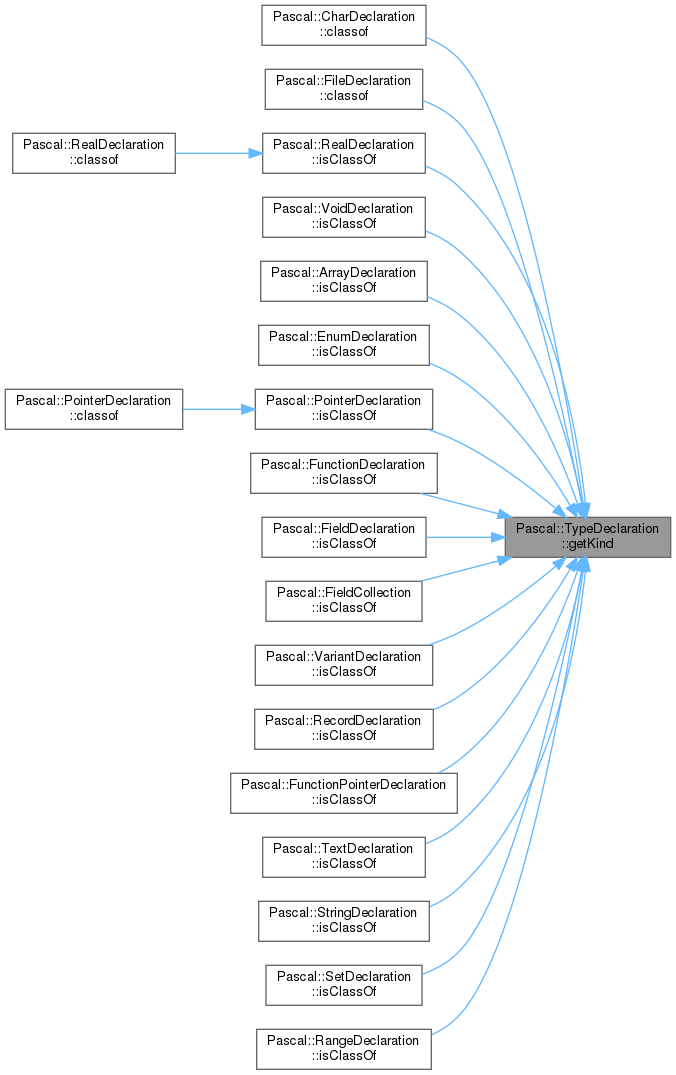 Pascal::CharDeclaration
::classof
Pascal::FileDeclaration
::classof
Pascal::RealDeclaration
::classof
Pascal::RealDeclaration
::isClassOf
Pascal::VoidDeclaration
::isClassOf
Pascal::ArrayDeclaration
::isClassOf
Pascal::EnumDeclaration
::isClassOf
Pascal::PointerDeclaration
::classof
Pascal::PointerDeclaration
::isClassOf
Pascal::FunctionDeclaration
::isClassOf
Pascal::TypeDeclaration
::getKind
Pascal::FieldDeclaration
::isClassOf
Pascal::FieldCollection
::isClassOf
Pascal::VariantDeclaration
::isClassOf
Pascal::RecordDeclaration
::isClassOf
Pascal::FunctionPointerDeclaration
::isClassOf
Pascal::TextDeclaration
::isClassOf
Pascal::StringDeclaration
::isClassOf
Pascal::SetDeclaration
::isClassOf
Pascal::RangeDeclaration
::isClassOf